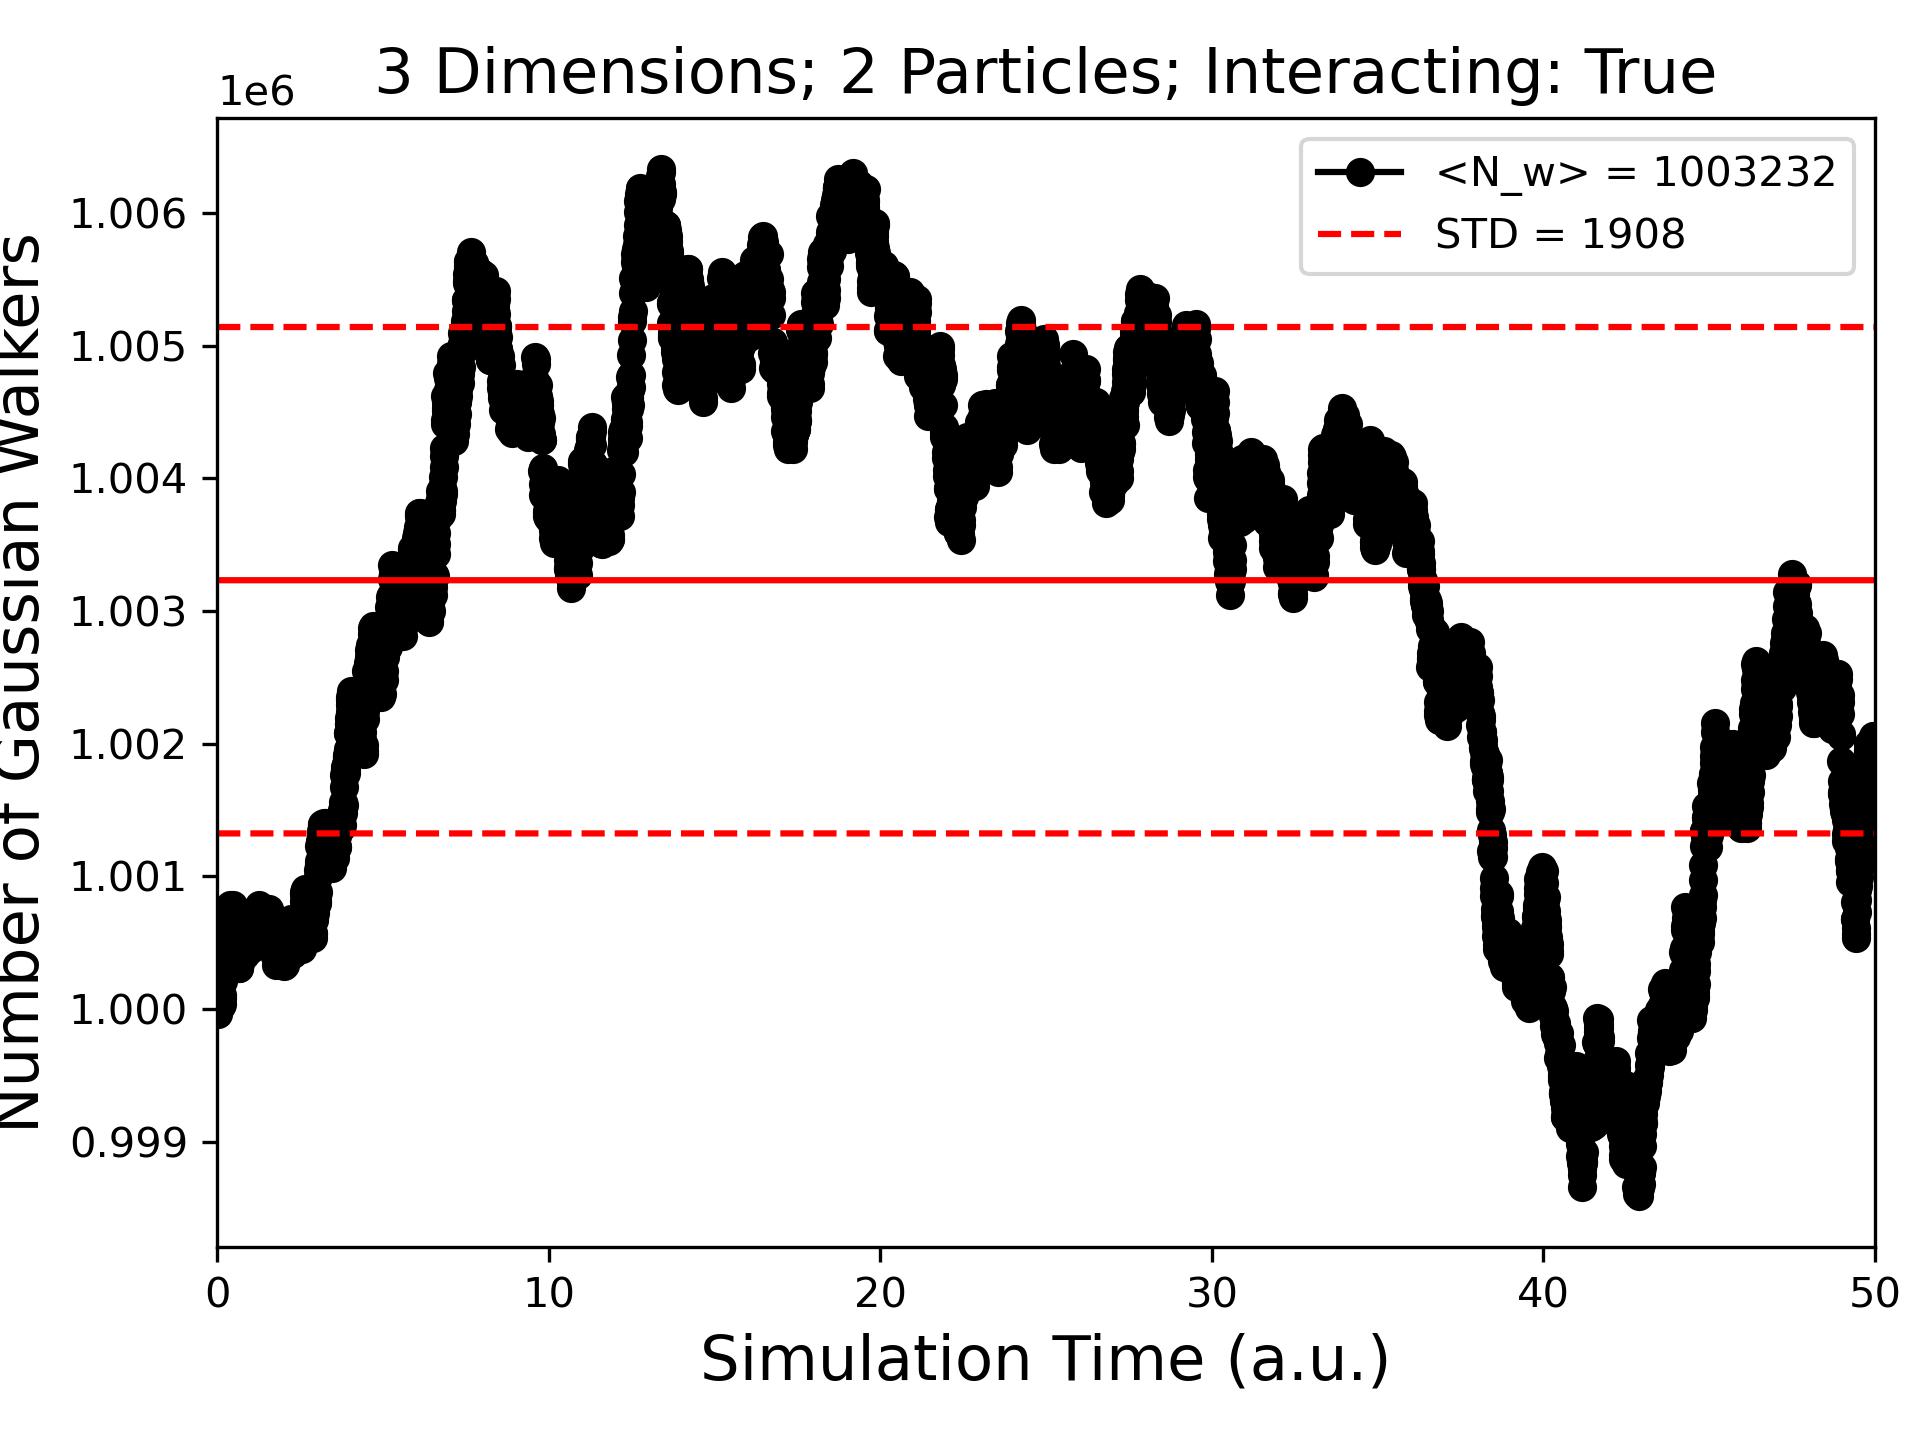 3 Dimensions; 2 Particles; Interacting: True
1e6
<N_w> = 1003232
STD = 1908
Number of Gaussian Walkers
1.006
1.005
1.004
1.003
1.002
1.001
1.000
0.999
0 10 20 30 40 50
Simulation Time (a.u.)